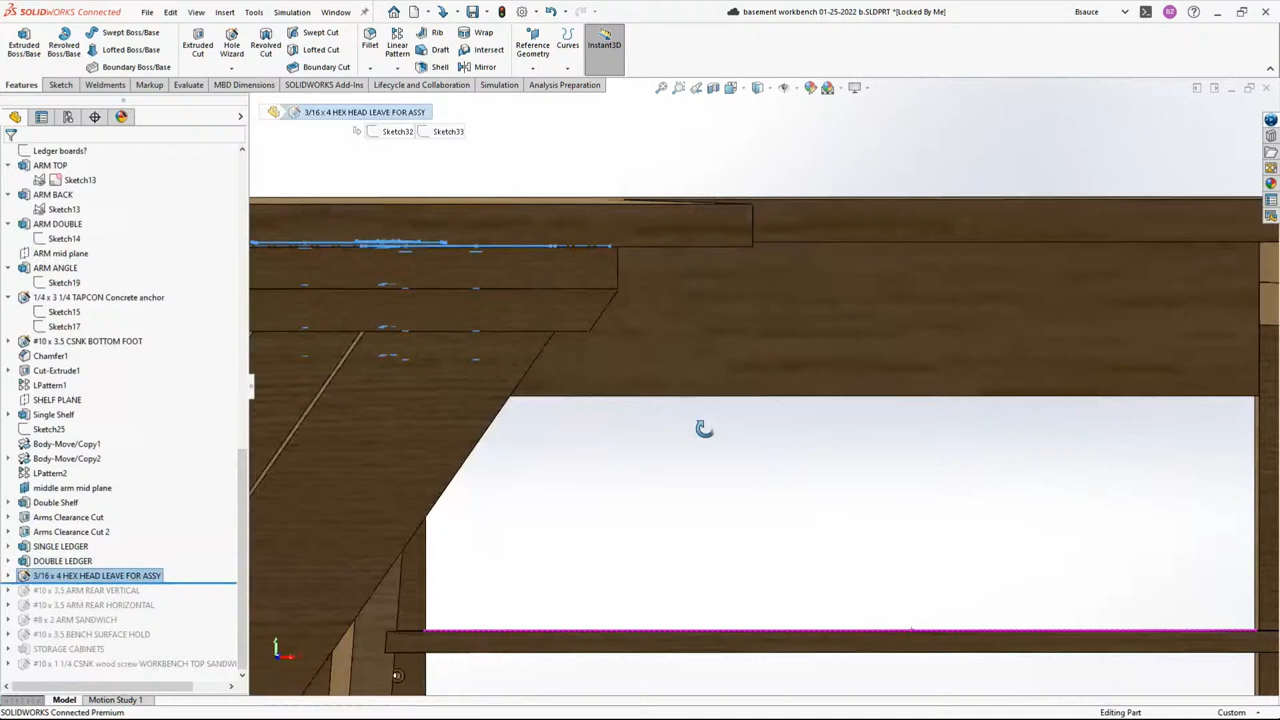 SOLIDWORKS Connected
File Edit View Insert Tools Simulation Window
basement workbench 01-25-2022 b.SLDPRT *[Locked By Me]
Bsauce
BZ
Extruded Boss/Base
Revolved Boss/Base
Swept Boss/Base
Lofted Boss/Base
Boundary Boss/Base
Extruded Cut
Hole Wizard
Revolved Cut
Swept Cut
Lofted Cut
Boundary Cut
Fillet
Linear Pattern
Rib
Draft
Shell
Wrap
Intersect
Mirror
Reference Geometry
Curves
Instant3D
Features Sketch Weldments Markup Evaluate MBD Dimensions SOLIDWORKS Add-Ins Lifecycle and Collaboration Simulation Analysis Preparation
3/16 x 4 HEX HEAD LEAVE FOR ASSY
Sketch32 Sketch33
Ledger boards?
ARM TOP
Sketch13
ARM BACK
Sketch13
ARM DOUBLE
Sketch14
ARM mid plane
ARM ANGLE
Sketch19
1/4 x 3 1/4 TAPCON Concrete anchor
Sketch15
Sketch17
#10 x 3.5 CSNK BOTTOM FOOT
Chamfer1
Cut-Extrude1
LPattern1
SHELF PLANE
Single Shelf
Sketch25
Body-Move/Copy1
Body-Move/Copy2
LPattern2
middle arm mid plane
Double Shelf
Arms Clearance Cut
Arms Clearance Cut 2
SINGLE LEDGER
DOUBLE LEDGER
3/16 x 4 HEX HEAD LEAVE FOR ASSY
#10 x 3.5 ARM REAR VERTICAL
#10 x 3.5 ARM REAR HORIZONTAL
#8 x 2 ARM SANDWICH
#10 x 3.5 BENCH SURFACE HOLD
STORAGE CABINETS
#10 x 1 1/4 CSNK wood screw WORKBENCH TOP SANDWI
Model Motion Study 1
SOLIDWORKS Connected Premium
Editing Part
Custom